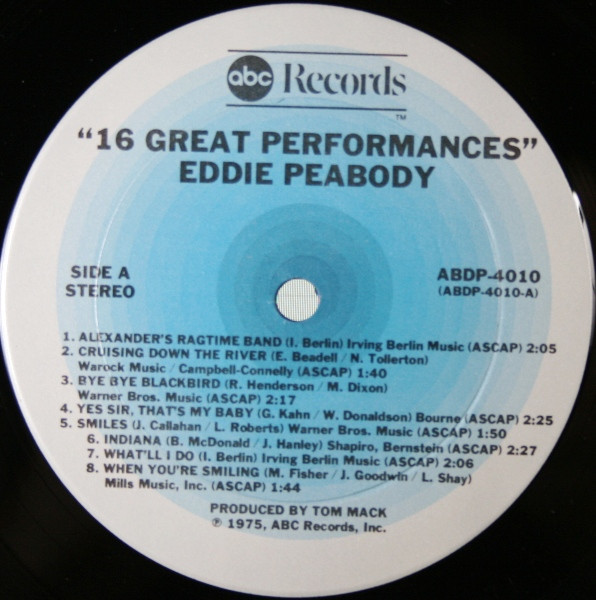 abc Records
TM
"16 GREAT PERFORMANCES"
EDDIE PEABODY
SIDE A
STEREO
ABDP-4010
(ABDP-4010-A)
1. ALEXANDER'S RAGTIME BAND (I. Berlin) Irving Berlin Music (ASCAP) 2:05
2. CRUISING DOWN THE RIVER (E. Beadell / N. Tollerton)
Warock Music / Campbell-Connelly (ASCAP) 1:40
3. BYE BYE BLACKBIRD (R. Henderson / M. Dixon)
Warner Bros. Music (ASCAP) 2:17
4. YES SIR, THAT'S MY BABY (G. Kahn / W. Donaldson) Bourne (ASCAP) 2:25
5. SMILES (J. Callahan / L. Roberts) Warner Bros. Music (ASCAP) 1:50
6. INDIANA (B. McDonald / J. Hanley) Shapiro, Bernstein (ASCAP) 2:27
7. WHAT'LL I DO (I. Berlin) Irving Berlin Music (ASCAP) 2:06
8. WHEN YOU'RE SMILING (M. Fisher / J. Goodwin / L. Shay)
Mills Music, Inc. (ASCAP) 1:44
PRODUCED BY TOM MACK
℗ 1975, ABC Records, Inc.